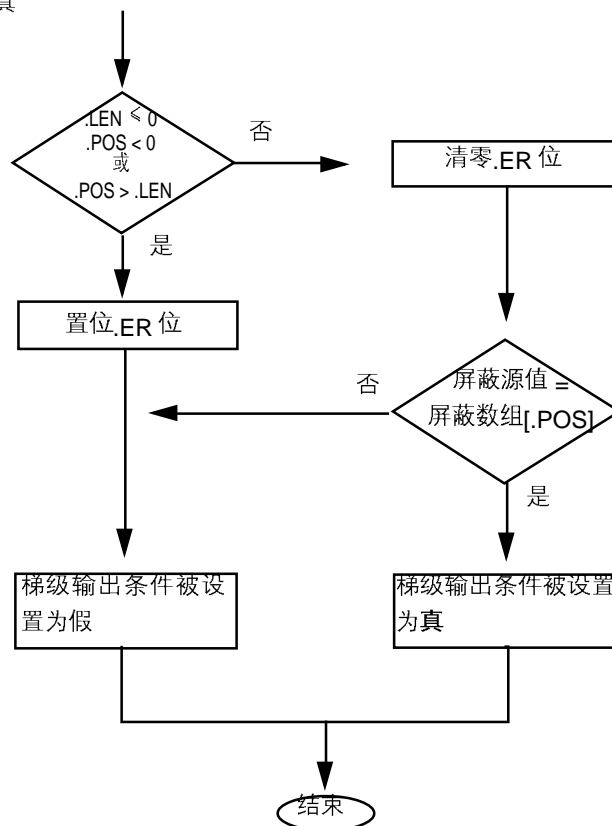 .LEN ≤ 0
.POS < 0
或
.POS > .LEN
否
清零.ER 位
是
置位.ER 位
屏蔽源值 =
屏蔽数组[.POS]
否
是
梯级输出条件被设
置为假
梯级输出条件被设置
为真
结束